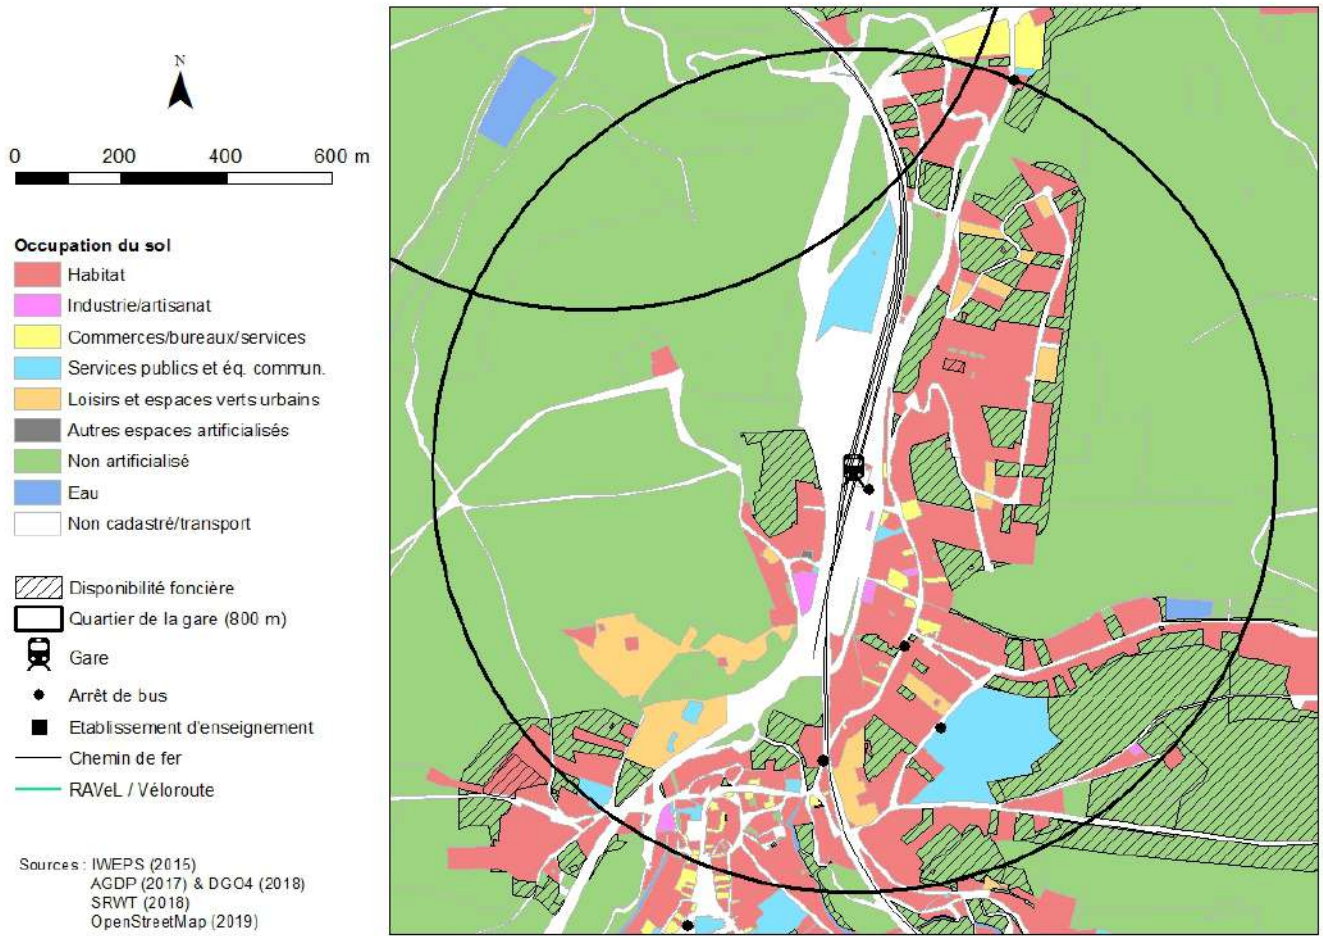 N
0 200 400 600 m
Occupation du sol
Habitat
Industrie/artisanat
Commerces/bureaux/services
Services publics et éq. commun.
Loisirs et espaces verts urbains
Autres espaces artificialisés
Non artificialisé
Eau
Non cadastré/transport
Disponibilité foncière
Quartier de la gare (800 m)
Gare
Arrêt de bus
Etablissement d'enseignement
Chemin de fer
RAVeL / Véloroute
Sources : IWEPS (2015)
AGDP (2017) & DGO4 (2018)
SRWT (2018)
OpenStreetMap (2019)